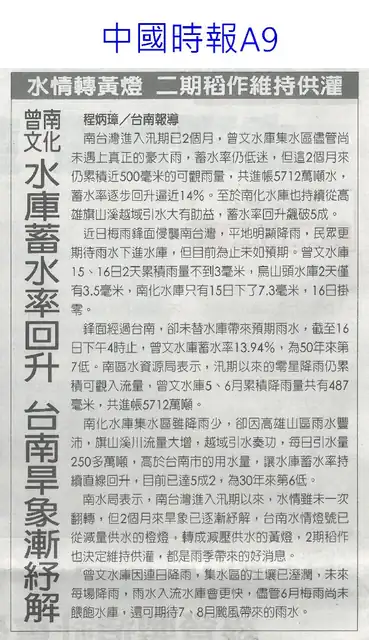 中國時報A9
水情轉黃燈 二期稻作維持供灌
曾文 南化 水庫蓄水率回升 台南旱象漸紓解
程炳璋／台南報導
南台灣進入汛期已2個月，曾文水庫集水區儘管尚
未遇上真正的豪大雨，蓄水率仍低迷，但這2個月來
仍累積近500毫米的可觀雨量，共進帳5712萬噸水，
蓄水率逐步回升逼近14%。至於南化水庫也持續從高
雄旗山溪越域引水大有助益，蓄水率回升飆破5成。
近日梅雨鋒面侵襲南台灣，平地明顯降雨，民眾更
期待雨水下進水庫，但目前為止未如預期。曾文水庫
15、16日2天累積雨量不到3毫米，烏山頭水庫2天僅
有3.5毫米，南化水庫只有15日下了7.3毫米，16日掛
零。
鋒面經過台南，卻未替水庫帶來預期雨水，截至16
日下午4時止，曾文水庫蓄水率13.94%，為50年來第
7低。南區水資源局表示，汛期以來的零星降雨仍累
積可觀入流量，曾文水庫5、6月累積降雨量共有487
毫米，共進帳5712萬噸。
南化水庫集水區雖降雨少，卻因高雄山區雨水豐
沛，旗山溪川流量大增，越域引水奏功，每日引水量
250多萬噸，高於台南市的用水量，讓水庫蓄水率持
續直線回升，目前已達5成2，為30年來第6低。
南水局表示，南台灣進入汛期以來，水情雖未一次
翻轉，但2個月來旱象已逐漸紓解，台南水情燈號已
從減量供水的橙燈，轉成減壓供水的黃燈，2期稻作
也決定維持供灌，都是雨季帶來的好消息。
曾文水庫因連日降雨，集水區的土壤已溼潤，未來
每場降雨，雨水入流水庫會更快，儘管6月梅雨尚未
餵飽水庫，還可期待7、8月颱風帶來的雨水。